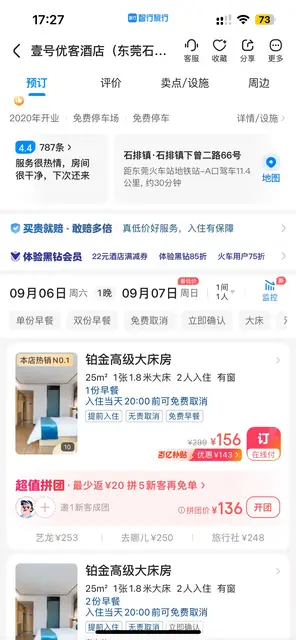 17:27
智行旅行
73
壹号优客酒店（东莞石...
客服
收藏
分享
更多
预订
评价
卖点/设施
周边
2020年开业
免费停车场
免费停车
详情/设施
4.4 787条
服务很热情，房间
很干净，下次还来
石排镇·石排镇下曾二路66号
距东莞火车站地铁站-A口驾车11.4
公里, 约30分钟
地图
买贵就赔·敢赔多倍
真低价好服务，入住有保障
体验黑钻会员
22元酒店满减券
体验黑钻85折
火车用户75折
09月06日 周六
1晚
09月07日 周日
1间
1人
监控
单份早餐
双份早餐
免费取消
立即确认
大床
本店热销NO.1
10
铂金高级大床房
25m² 1张1.8米大床 2人入住 有窗
1份早餐
入住当天20:00前可免费取消
提前入住
无责取消
免费早餐
¥299 ¥156
百亿补贴 优惠¥143
订
在线付
超值拼团·最少返¥20 拼5新客再免单
邀1新客成团
拼团价 ¥136
开团
艺龙¥253
去哪儿¥250
旅行社¥248
铂金高级大床房
25m² 1张1.8米大床 2人入住 有窗
2份早餐
入住当天20:00前可免费取消
提前入住
无责取消
立即确认